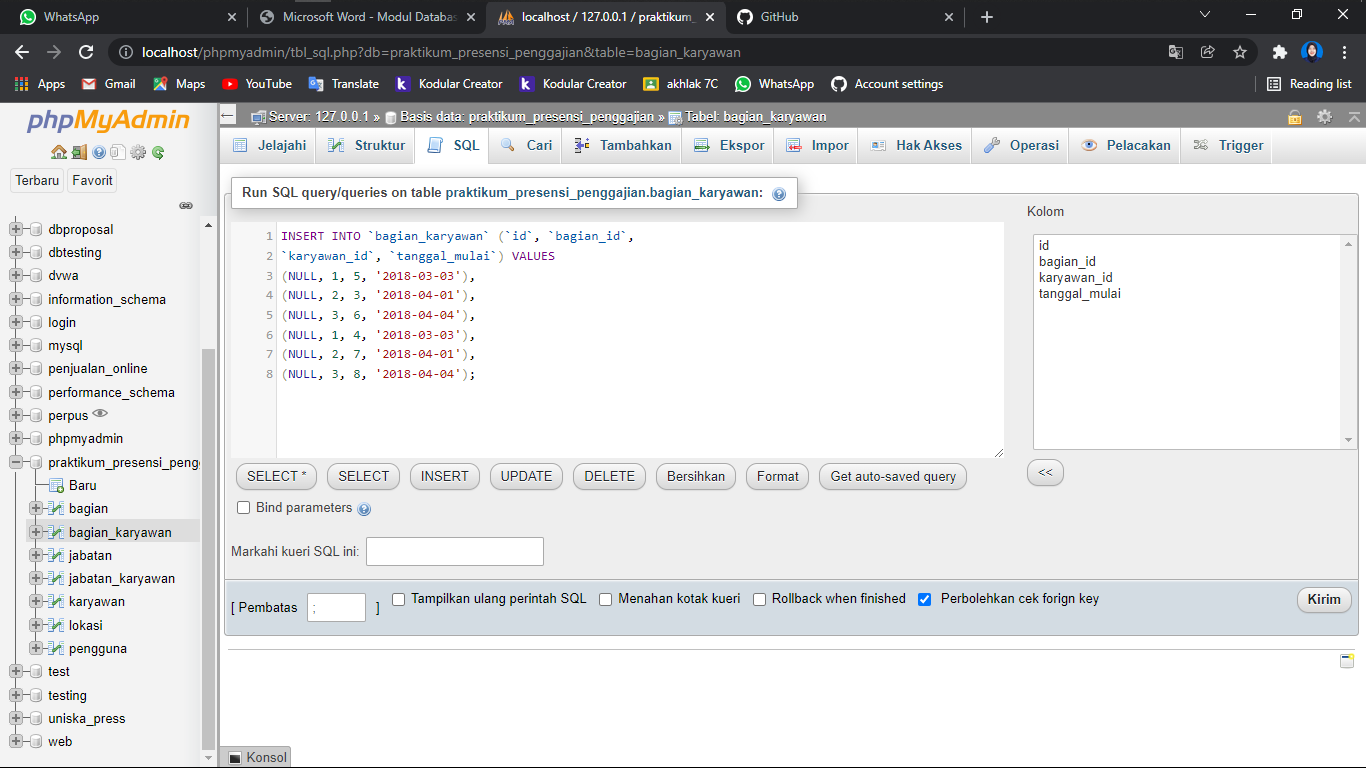 WhatsApp
Microsoft Word - Modul Databas
localhost / 127.0.0.1 / praktikum_
GitHub
localhost/phpmyadmin/tbl_sql.php?db=praktikum_presensi_penggajian&table=bagian_karyawan
Apps
Gmail
Maps
YouTube
Translate
Kodular Creator
Kodular Creator
akhlak 7C
WhatsApp
Account settings
Reading list
phpMyAdmin
Terbaru
Favorit
dbproposal
dbtesting
dvwa
information_schema
login
mysql
penjualan_online
performance_schema
perpus
phpmyadmin
praktikum_presensi_peng
Baru
bagian
bagian_karyawan
jabatan
jabatan_karyawan
karyawan
lokasi
pengguna
test
testing
uniska_press
web
Server: 127.0.0.1 » Basis data: praktikum_presensi_penggajian » Tabel: bagian_karyawan
Jelajahi
Struktur
SQL
Cari
Tambahkan
Ekspor
Impor
Hak Akses
Operasi
Pelacakan
Trigger
Run SQL query/queries on table praktikum_presensi_penggajian.bagian_karyawan:
1 INSERT INTO `bagian_karyawan` (`id`, `bagian_id`,
2 `karyawan_id`, `tanggal_mulai`) VALUES
3 (NULL, 1, 5, '2018-03-03'),
4 (NULL, 2, 3, '2018-04-01'),
5 (NULL, 3, 6, '2018-04-04'),
6 (NULL, 1, 4, '2018-03-03'),
7 (NULL, 2, 7, '2018-04-01'),
8 (NULL, 3, 8, '2018-04-04');
Kolom
id
bagian_id
karyawan_id
tanggal_mulai
<<
SELECT *
SELECT
INSERT
UPDATE
DELETE
Bersihkan
Format
Get auto-saved query
Bind parameters
Markahi kueri SQL ini:
[ Pembatas ; ]
Tampilkan ulang perintah SQL
Menahan kotak kueri
Rollback when finished
Perbolehkan cek forign key
Kirim
Konsol